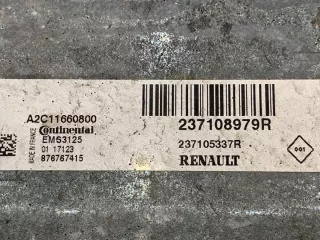 A2C11660800
Continental
EMS3125
01 17123
876767415
MADE IN FRANCE
237108979R
237105337R
RENAULT
001